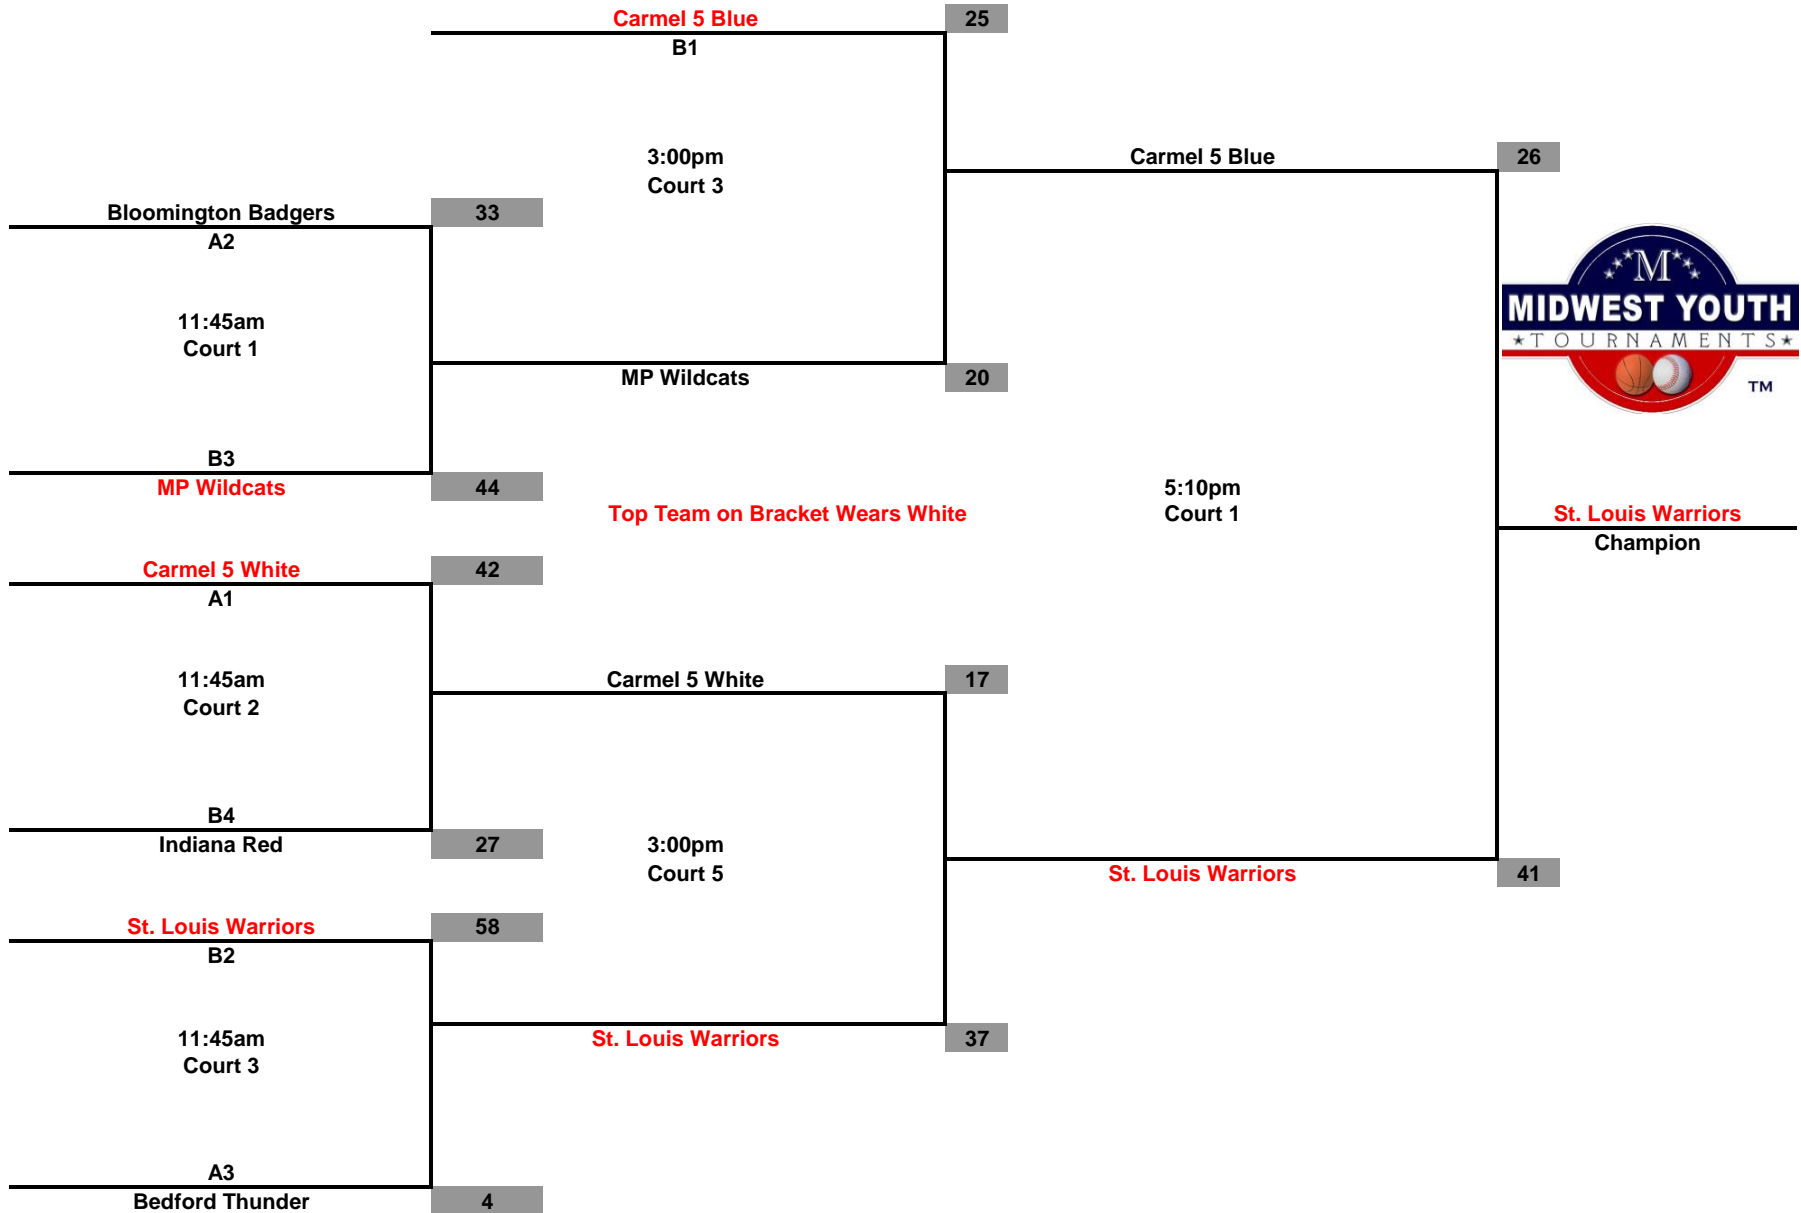 Carmel 5 Blue 25
B1
3:00pm
Court 3
Carmel 5 Blue 26
Bloomington Badgers 33
A2
11:45am
Court 1
MP Wildcats 20
B3
MP Wildcats 44
M
MIDWEST YOUTH
TOURNAMENTS
TM
Top Team on Bracket Wears White
5:10pm
Court 1
St. Louis Warriors
Champion
Carmel 5 White 42
A1
11:45am
Court 2
Carmel 5 White 17
B4
Indiana Red 27
3:00pm
Court 5
St. Louis Warriors 41
St. Louis Warriors 58
B2
11:45am
Court 3
St. Louis Warriors 37
A3
Bedford Thunder 4